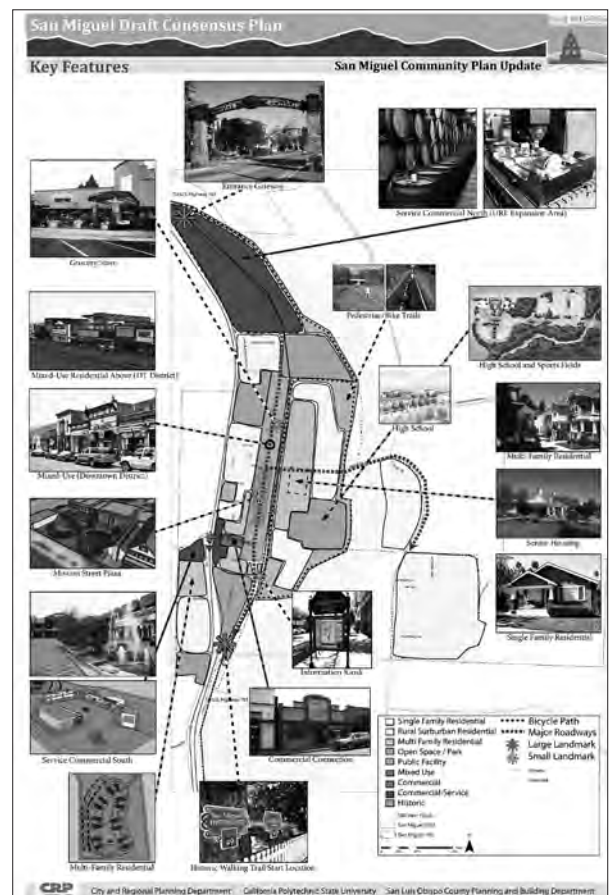 San Miguel Draft Consensus Plan
Key Features
San Miguel Community Plan Update
Entrance Gateway
Service Commercial North (URL Expansion Area)
Grocery Store
Pedestrian/Bike Trails
High School and Sports Fields
Mixed-Use Residential Above (DT District)
High School
Multi-Family Residential
Mixed-Use (Downtown District)
Senior Housing
Mission Street Plaza
Single Family Residential
Information Kiosk
Service Commercial South
Commercial Connection
Multi-Family Residential
Historic Walking Trail Start Location
Single Family Residential
Rural Suburban Residential
Multi Family Residential
Open Space / Park
Public Facility
Mixed Use
Commercial
Commercial-Service
Historic
Bicycle Path
Major Roadways
Large Landmark
Small Landmark
CRP
City and Regional Planning Department
California Polytechnic State University
San Luis Obispo County Planning and Building Department